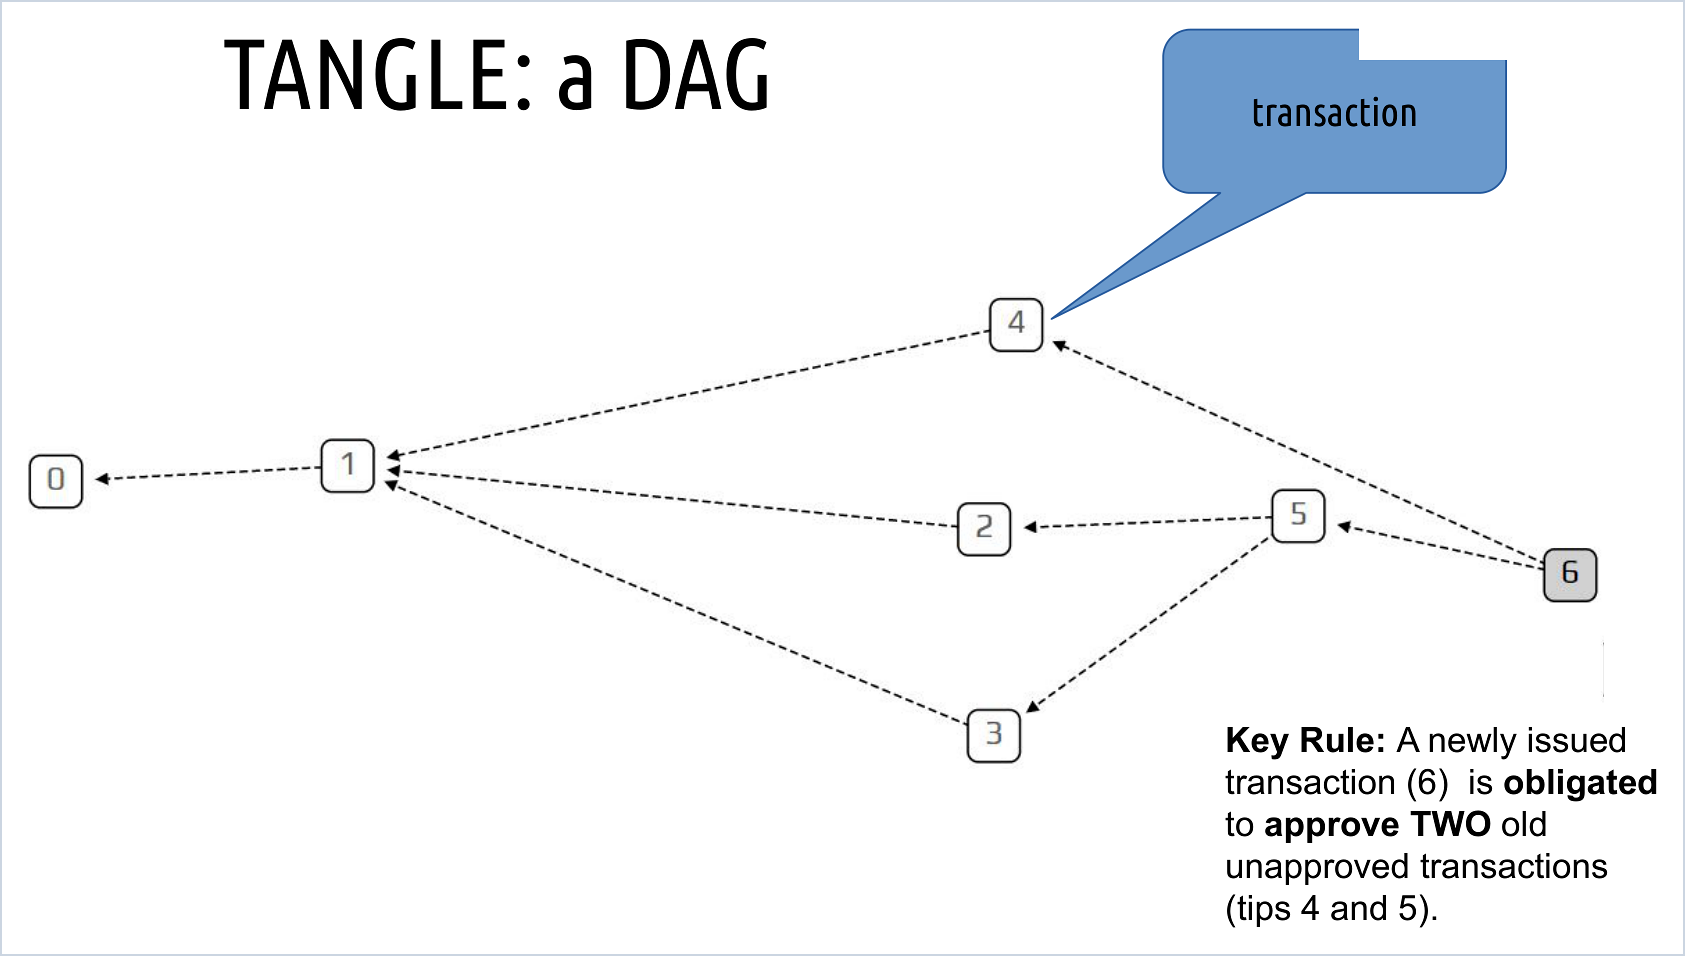 TANGLE: a DAG
transaction
4
0
1
2
5
6
3
Key Rule: A newly issued
transaction (6)  is obligated
to approve TWO old
unapproved transactions
(tips 4 and 5).